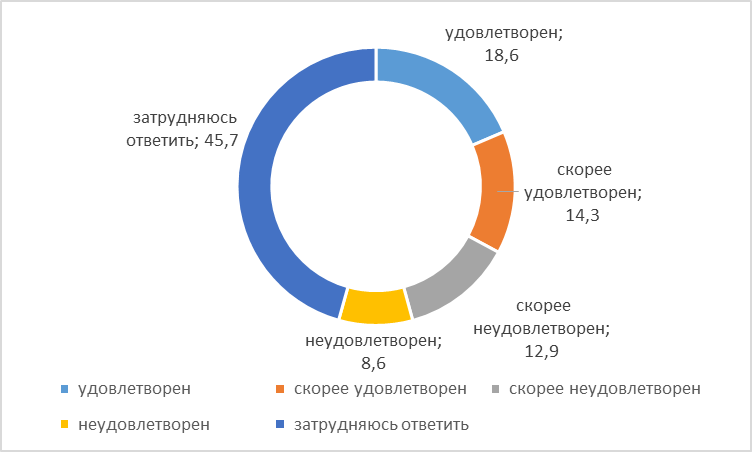 удовлетворен;
18,6
затрудняюсь
ответить; 45,7
скорее
удовлетворен;
14,3
скорее
неудовлетворен;
12,9
неудовлетворен;
8,6
удовлетворен
скорее удовлетворен
скорее неудовлетворен
неудовлетворен
затрудняюсь ответить